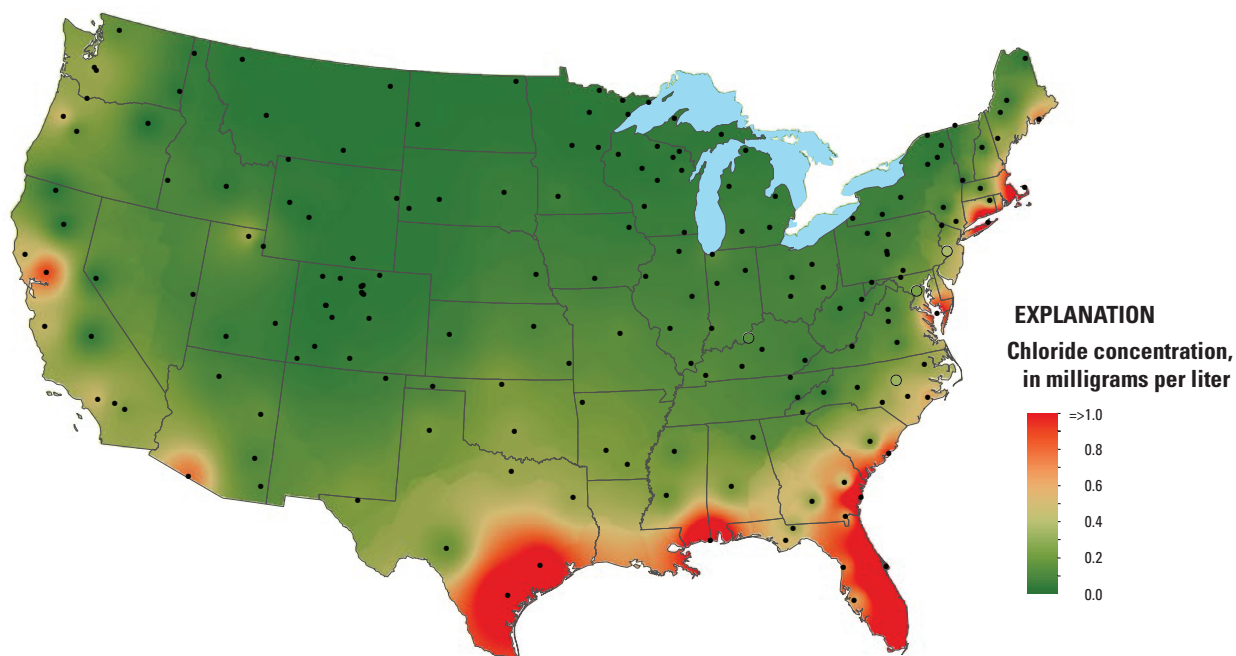 EXPLANATION
Chloride concentration,
in milligrams per liter
=>1.0
0.8
0.6
0.4
0.2
0.0